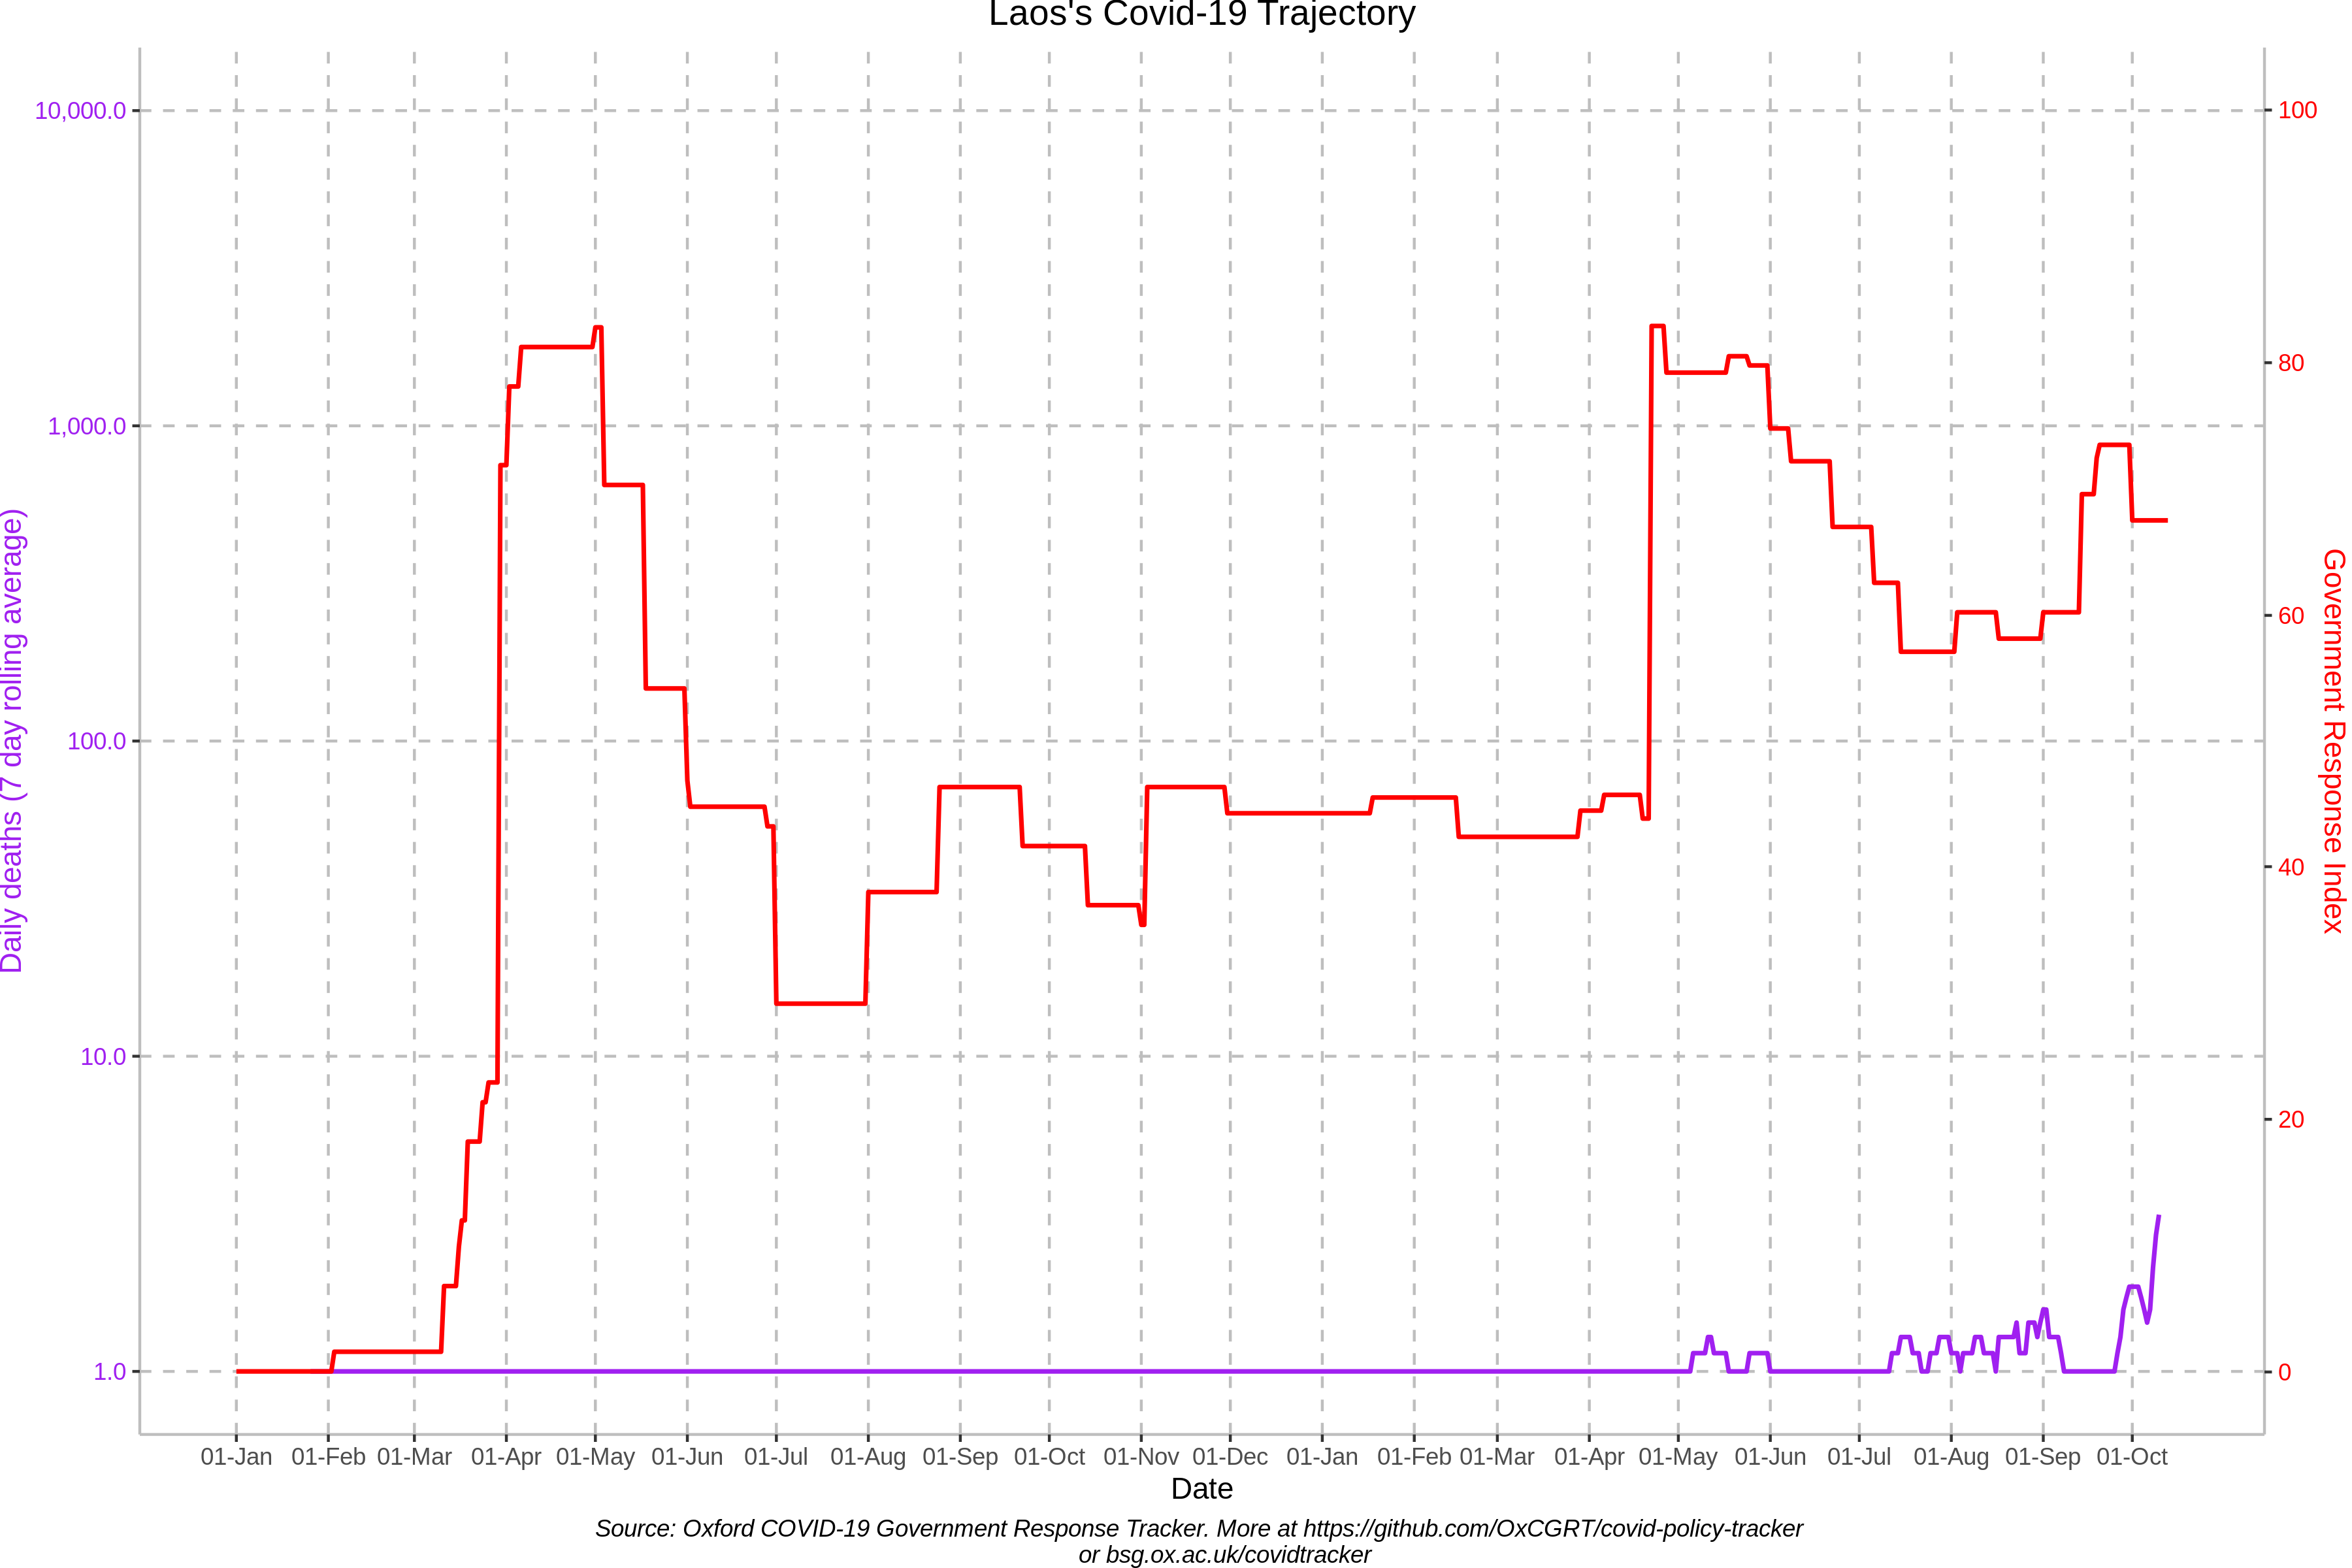 Laos's Covid-19 Trajectory
10,000.0
1,000.0
100.0
10.0
1.0
Daily deaths (7 day rolling average)
100
80
60
40
20
0
Government Response Index
01-Jan 01-Feb 01-Mar 01-Apr 01-May 01-Jun 01-Jul 01-Aug 01-Sep 01-Oct 01-Nov 01-Dec 01-Jan 01-Feb 01-Mar 01-Apr 01-May 01-Jun 01-Jul 01-Aug 01-Sep 01-Oct
Date
Source: Oxford COVID-19 Government Response Tracker. More at https://github.com/OxCGRT/covid-policy-tracker
or bsg.ox.ac.uk/covidtracker